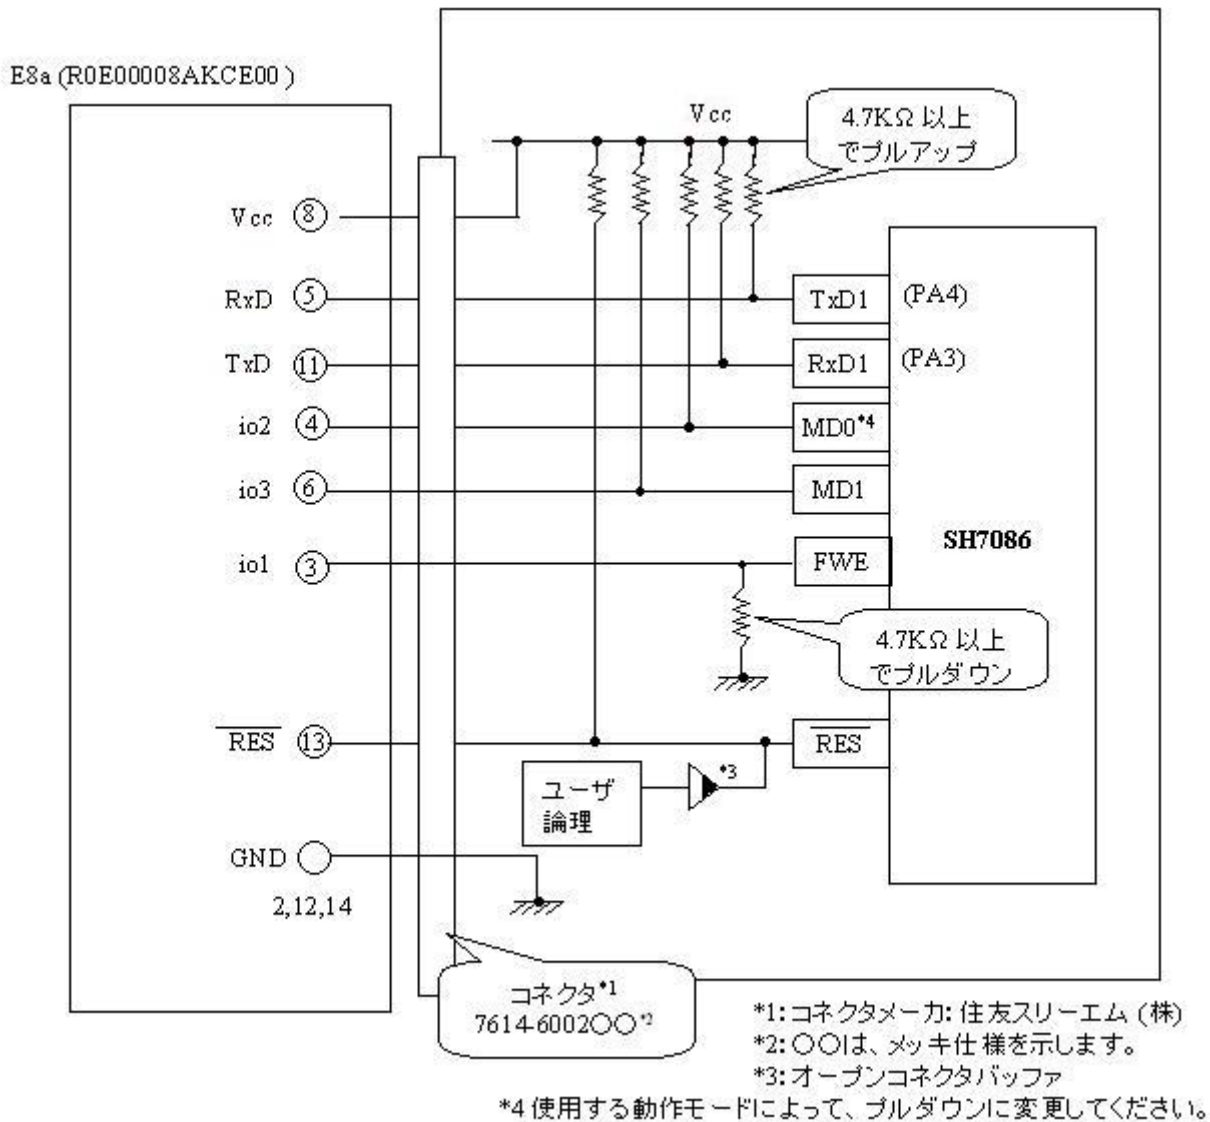 E8a (R0E00008AKCE00 )
Vcc
4.7KΩ 以上
でプルアップ
Vcc ⑧
RxD ⑤
TxD1 (PA4)
TxD ⑪
RxD1 (PA3)
io2 ④
MD0*4
io3 ⑥
MD1
SH7086
io1 ③
FWE
4.7KΩ 以上
でプルダウン
RES ⑬
RES
*3
ユーザ
論理
GND ○
2,12,14
コネクタ*1
7614-6002○○*2
*1: コネクタメーカ: 住友スリーエム (株)
*2: ○○は、メッキ仕様を示します。
*3: オープンコネクタバッファ
*4 使用する動作モードによって、プルダウンに変更してください。